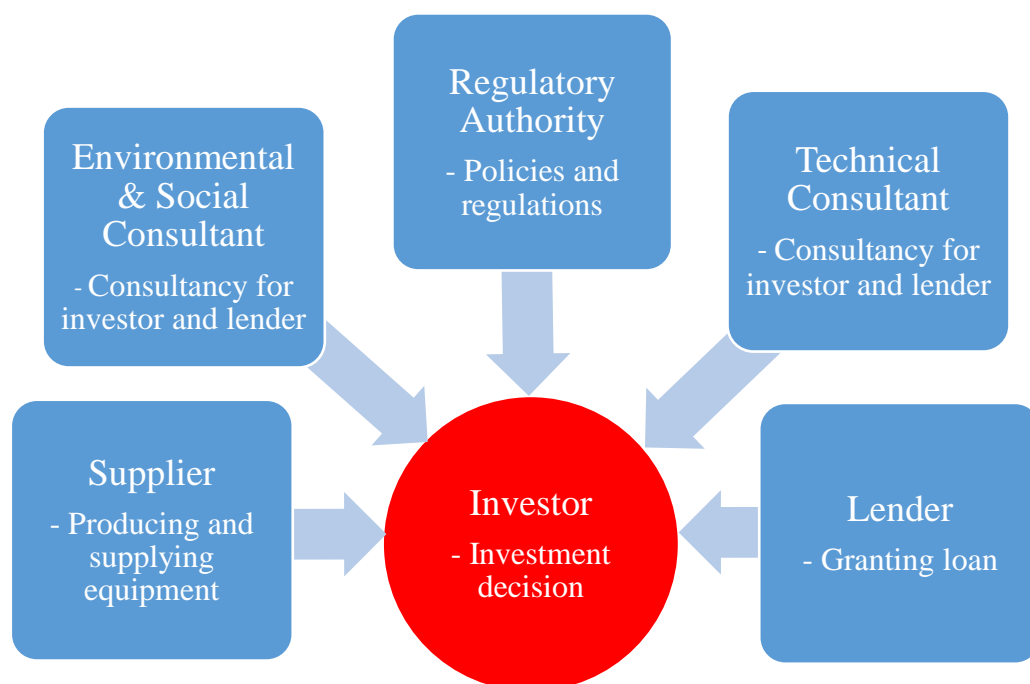 Regulatory
Authority
- Policies and
regulations
Environmental
& Social
Consultant
- Consultancy for
investor and lender
Technical
Consultant
- Consultancy for
investor and lender
Supplier
- Producing and
supplying
equipment
Investor
- Investment
decision
Lender
- Granting loan